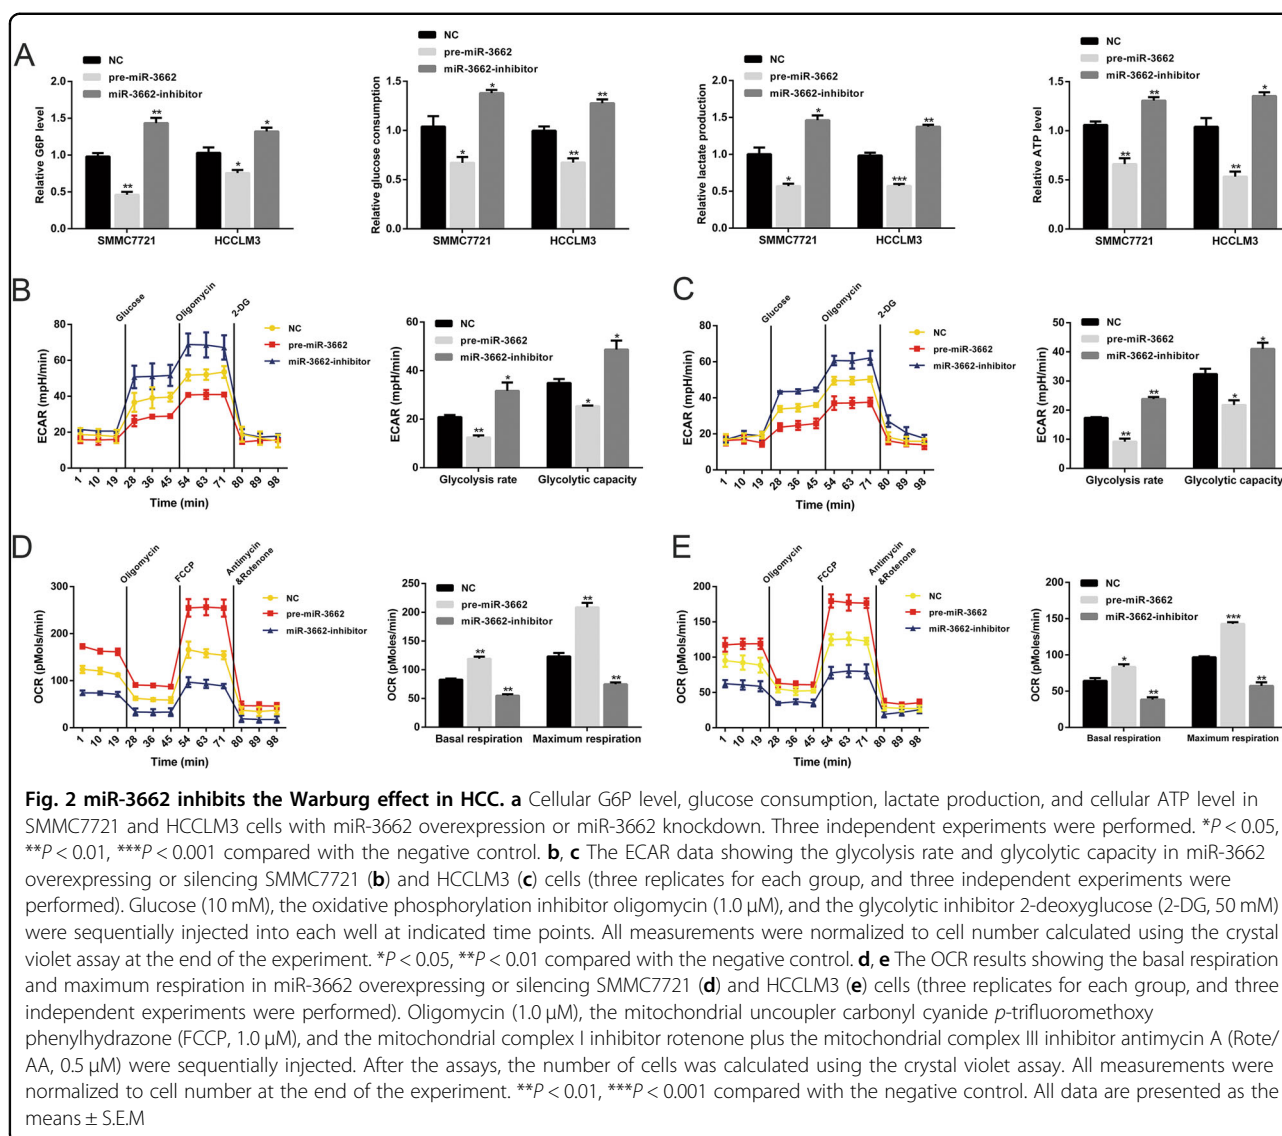 A
NC
pre-miR-3662
miR-3662-inhibitor
Relative G6P level
2.0
1.5
1.0
0.5
0.0
**
**
*
*
SMMC7721
HCCLM3
NC
pre-miR-3662
miR-3662-inhibitor
Relative glucose consumption
1.5
1.0
0.5
0.0
*
*
**
**
SMMC7721
HCCLM3
NC
pre-miR-3662
miR-3662-inhibitor
Relative lactate production
2.0
1.5
1.0
0.5
0.0
*
*
***
**
SMMC7721
HCCLM3
NC
pre-miR-3662
miR-3662-inhibitor
Relative ATP level
2.0
1.5
1.0
0.5
0.0
**
**
**
*
SMMC7721
HCCLM3
B
Glucose
Oligomycin
2-DG
ECAR (mpH/min)
80
60
40
20
0
1 10 19 28 36 45 54 63 71 80 89 98
Time (min)
NC
pre-miR-3662
miR-3662-inhibitor
NC
pre-miR-3662
miR-3662-inhibitor
ECAR (mpH/min)
60
40
20
0
**
*
*
*
Glycolysis rate
Glycolytic capacity
C
Glucose
Oligomycin
2-DG
ECAR (mpH/min)
80
60
40
20
0
1 10 19 28 36 45 54 63 71 80 89 98
Time (min)
NC
pre-miR-3662
miR-3662-inhibitor
NC
pre-miR-3662
miR-3662-inhibitor
ECAR (mpH/min)
50
40
30
20
10
0
**
**
*
*
Glycolysis rate
Glycolytic capacity
D
Oligomycin
FCCP
Antimycin
&Rotenone
OCR (pMols/min)
300
200
100
0
1 10 19 28 36 45 54 63 71 80 89 98
Time (min)
NC
pre-miR-3662
miR-3662-inhibitor
NC
pre-miR-3662
miR-3662-inhibitor
OCR (pMoles/min)
250
200
150
100
50
0
**
**
**
**
Basal respiration
Maximum respiration
E
Oligomycin
FCCP
Antimycin
&Rotenone
OCR (pMols/min)
200
150
100
50
0
1 10 19 28 36 45 54 63 71 80 89 98
Time (min)
NC
pre-miR-3662
miR-3662-inhibitor
NC
pre-miR-3662
miR-3662-inhibitor
OCR (pMoles/min)
200
150
100
50
0
*
**
***
**
Basal respiration
Maximum respiration
Fig. 2 miR-3662 inhibits the Warburg effect in HCC. a Cellular G6P level, glucose consumption, lactate production, and cellular ATP level in
SMMC7721 and HCCLM3 cells with miR-3662 overexpression or miR-3662 knockdown. Three independent experiments were performed. *P < 0.05,
**P < 0.01, ***P < 0.001 compared with the negative control. b, c The ECAR data showing the glycolysis rate and glycolytic capacity in miR-3662
overexpressing or silencing SMMC7721 (b) and HCCLM3 (c) cells (three replicates for each group, and three independent experiments were
performed). Glucose (10 mM), the oxidative phosphorylation inhibitor oligomycin (1.0 μM), and the glycolytic inhibitor 2-deoxyglucose (2-DG, 50 mM)
were sequentially injected into each well at indicated time points. All measurements were normalized to cell number calculated using the crystal
violet assay at the end of the experiment. *P < 0.05, **P < 0.01 compared with the negative control. d, e The OCR results showing the basal respiration
and maximum respiration in miR-3662 overexpressing or silencing SMMC7721 (d) and HCCLM3 (e) cells (three replicates for each group, and three
independent experiments were performed). Oligomycin (1.0 μM), the mitochondrial uncoupler carbonyl cyanide p-trifluoromethoxy
phenylhydrazone (FCCP, 1.0 μM), and the mitochondrial complex I inhibitor rotenone plus the mitochondrial complex III inhibitor antimycin A (Rote/
AA, 0.5 μM) were sequentially injected. After the assays, the number of cells was calculated using the crystal violet assay. All measurements were
normalized to cell number at the end of the experiment. **P < 0.01, ***P < 0.001 compared with the negative control. All data are presented as the
means ± S.E.M